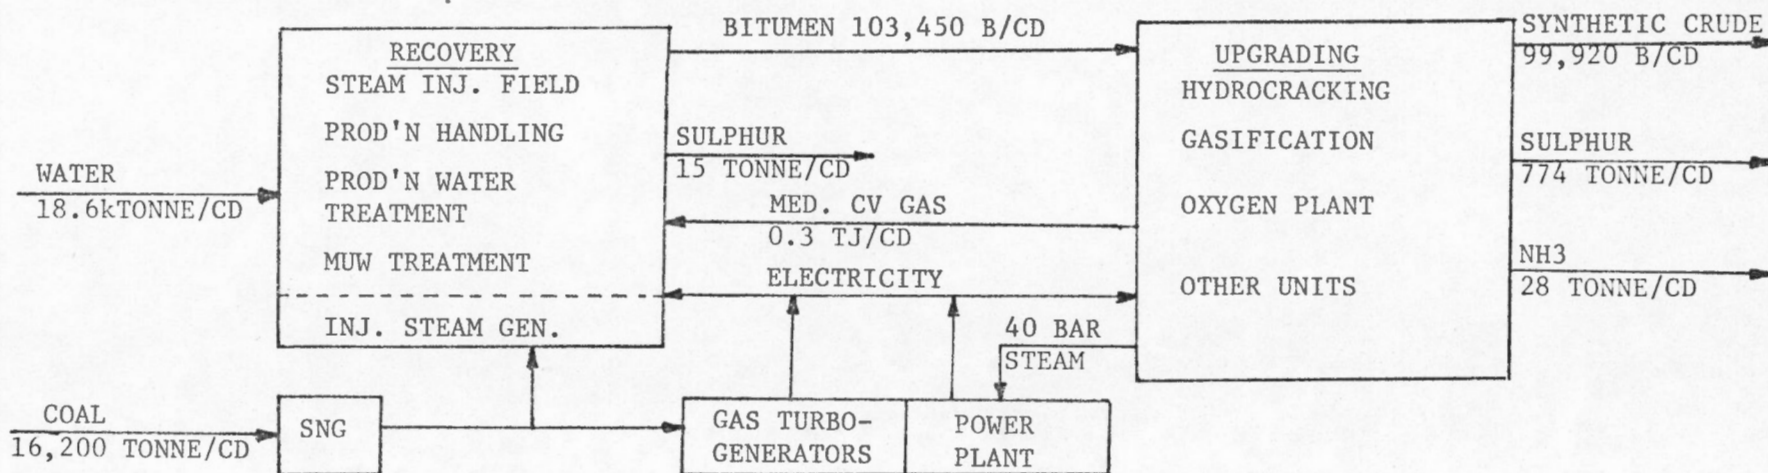 RECOVERY
STEAM INJ. FIELD
PROD'N HANDLING
PROD'N WATER
TREATMENT
MUW TREATMENT
INJ. STEAM GEN.
WATER
18.6kTONNE/CD
COAL
16,200 TONNE/CD
SNG
BITUMEN 103,450 B/CD
SULPHUR
15 TONNE/CD
MED. CV GAS
0.3 TJ/CD
ELECTRICITY
40 BAR
STEAM
GAS TURBO-
GENERATORS
POWER
PLANT
UPGRADING
HYDROCRACKING
GASIFICATION
OXYGEN PLANT
OTHER UNITS
SYNTHETIC CRUDE
99,920 B/CD
SULPHUR
774 TONNE/CD
NH3
28 TONNE/CD